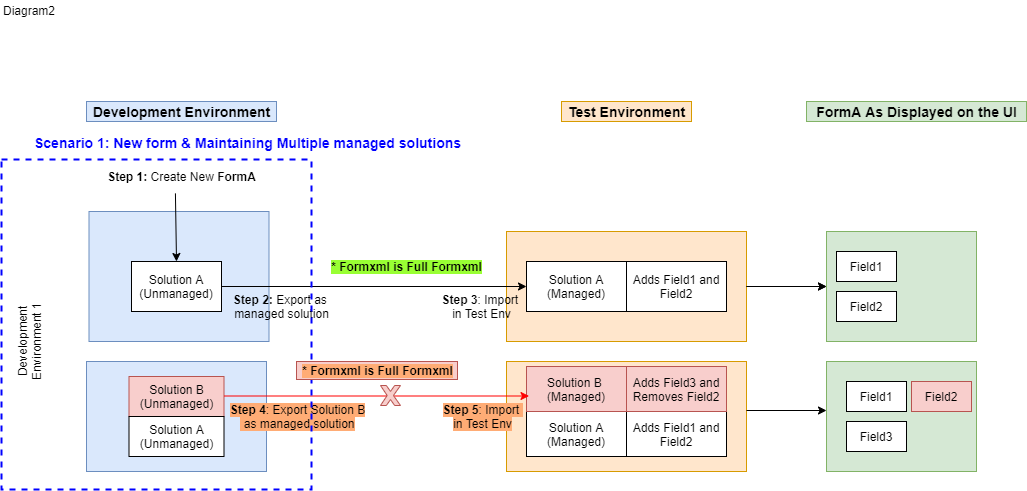 Diagram2
Development Environment
Test Environment
FormA As Displayed on the UI
Scenario 1: New form & Maintaining Multiple managed solutions
Step 1: Create New FormA
Development
Environment 1
Solution A
(Unmanaged)
* Formxml is Full Formxml
Step 2: Export as
managed solution
Step 3: Import
in Test Env
Solution A
(Managed)
Adds Field1 and
Field2
Field1
Field2
Solution B
(Unmanaged)
Solution A
(Unmanaged)
* Formxml is Full Formxml
Step 4: Export Solution B
as managed solution
Step 5: Import
in Test Env
Solution B
(Managed)
Adds Field3 and
Removes Field2
Solution A
(Managed)
Adds Field1 and
Field2
Field1
Field2
Field3